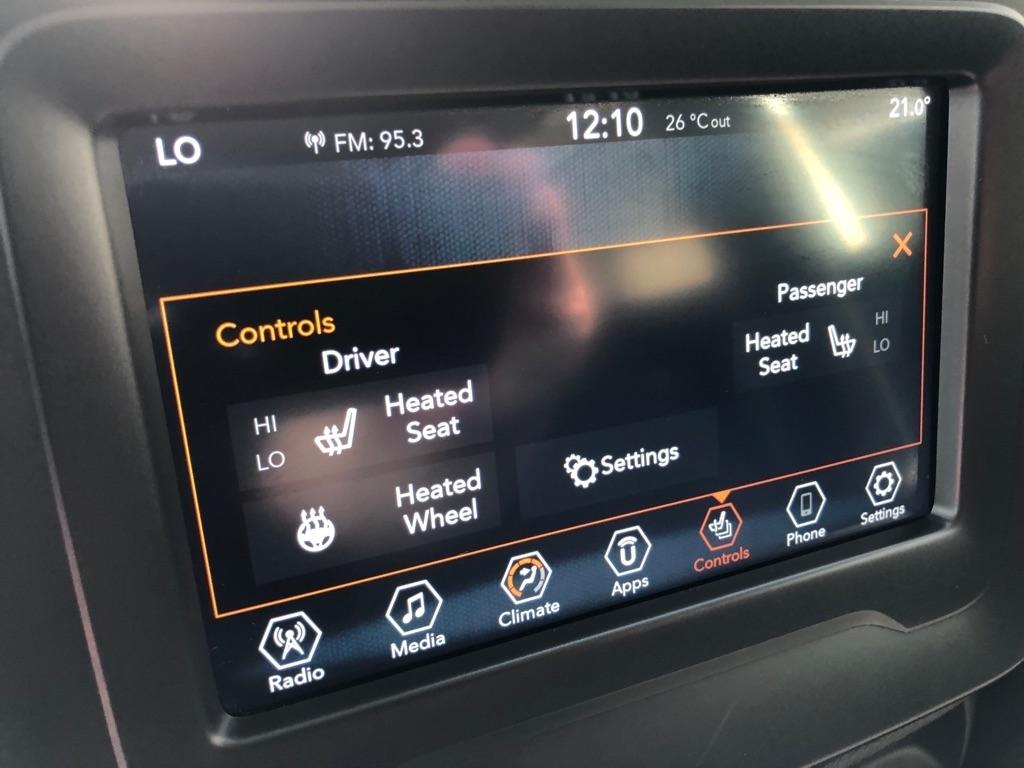 LO
FM: 95.3
12:10
26 °C out
21.0°
Controls
Driver
HI
LO
Heated
Seat
Heated
Wheel
Settings
Passenger
Heated
Seat
HI
LO
Radio
Media
Climate
Apps
Controls
Phone
Settings